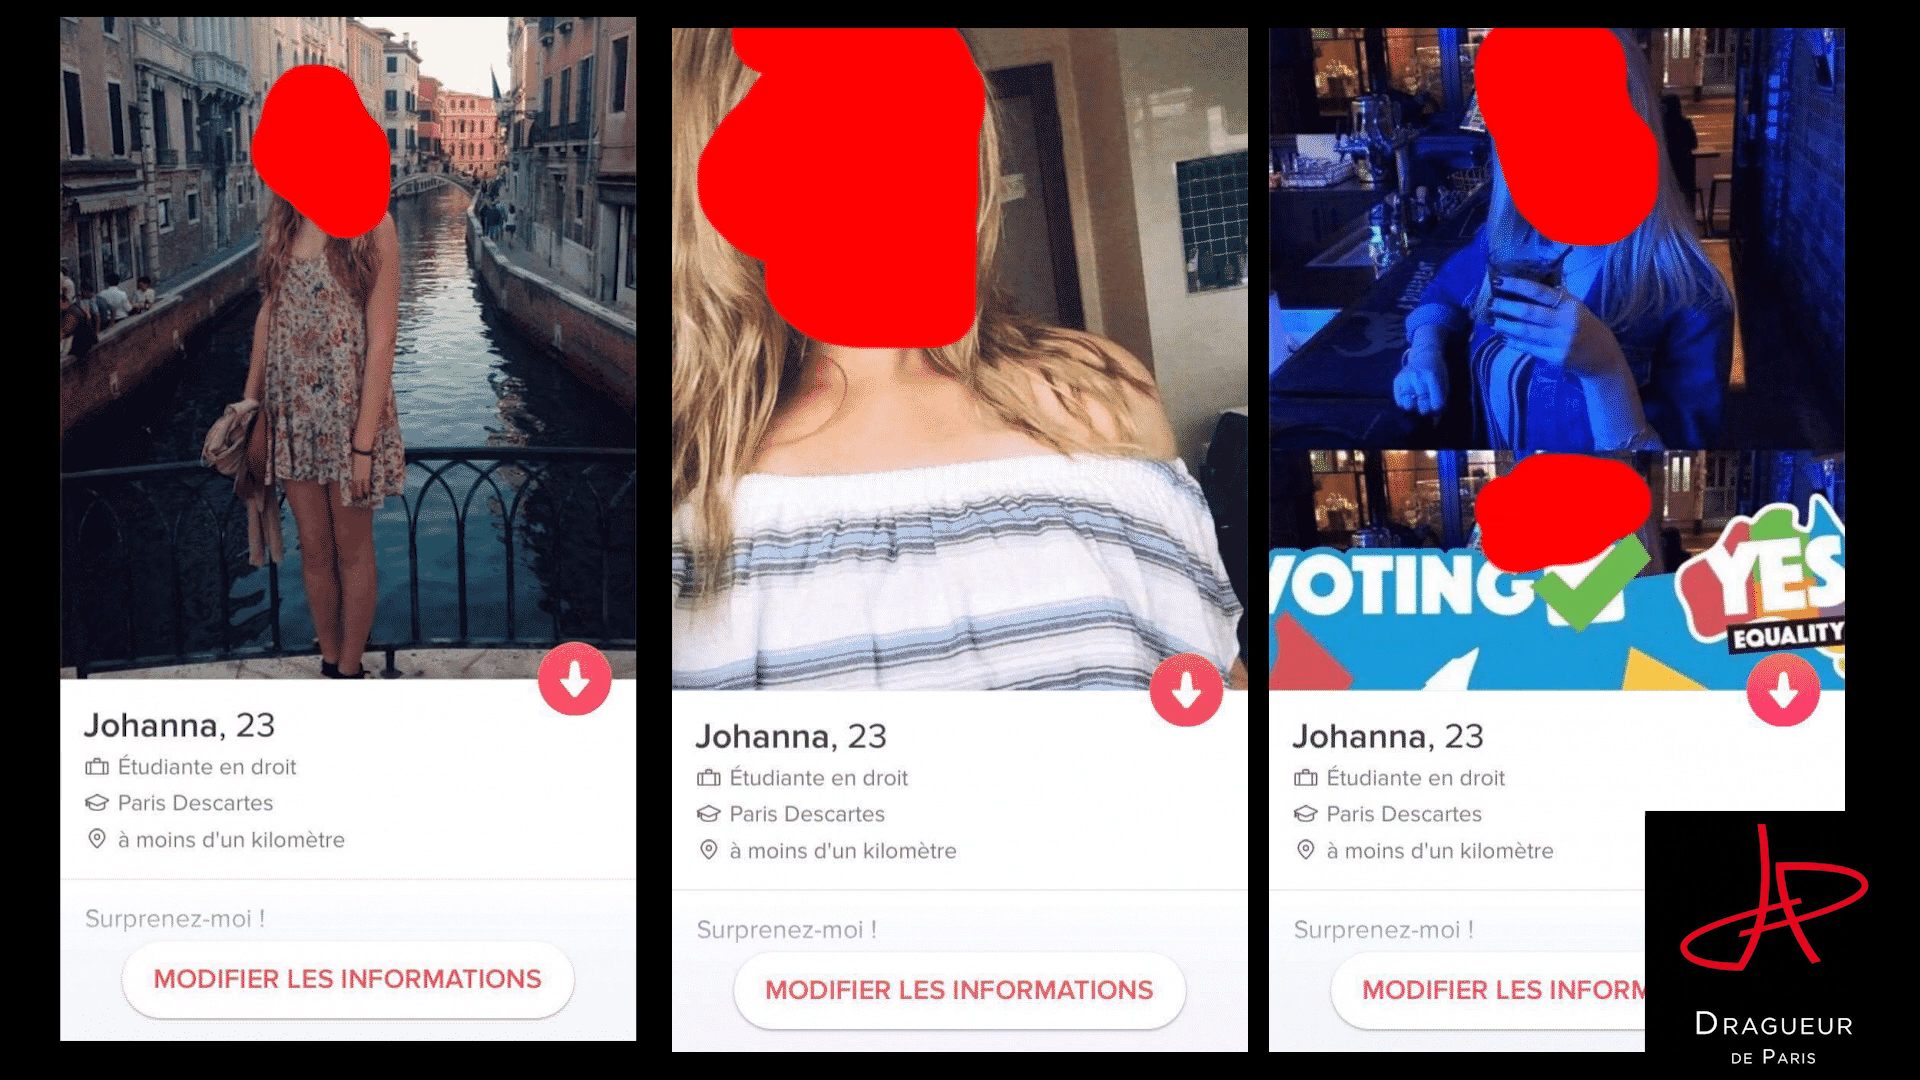 Johanna, 23
Étudiante en droit
Paris Descartes
à moins d'un kilomètre
Surprenez-moi !
MODIFIER LES INFORMATIONS
Johanna, 23
Étudiante en droit
Paris Descartes
à moins d'un kilomètre
Surprenez-moi !
MODIFIER LES INFORMATIONS
VOTING
YES
EQUALITY
Johanna, 23
Étudiante en droit
Paris Descartes
à moins d'un kilomètre
Surprenez-moi !
MODIFIER LES INFORM
DRAGUEUR
DE PARIS